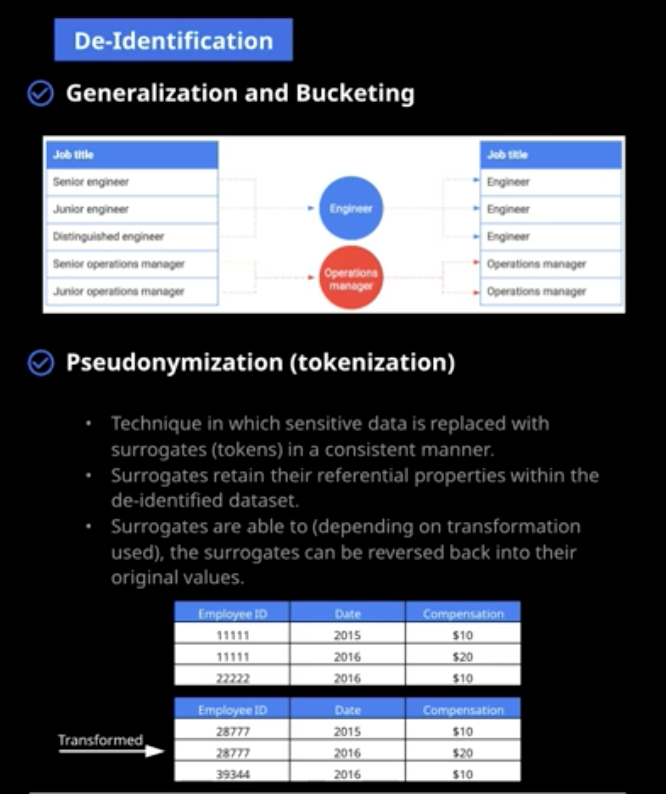 De-Identification
Generalization and Bucketing
Job title
Senior engineer
Junior engineer
Distinguished engineer
Senior operations manager
Junior operations manager
Engineer
Operations
manager
Job title
Engineer
Engineer
Engineer
Operations manager
Operations manager
Pseudonymization (tokenization)
• Technique in which sensitive data is replaced with
surrogates (tokens) in a consistent manner.
• Surrogates retain their referential properties within the
de-identified dataset.
• Surrogates are able to (depending on transformation
used), the surrogates can be reversed back into their
original values.
Employee ID Date Compensation
11111 2015 $10
11111 2016 $20
22222 2016 $10
Transformed
Employee ID Date Compensation
28777 2015 $10
28777 2016 $20
39344 2016 $10